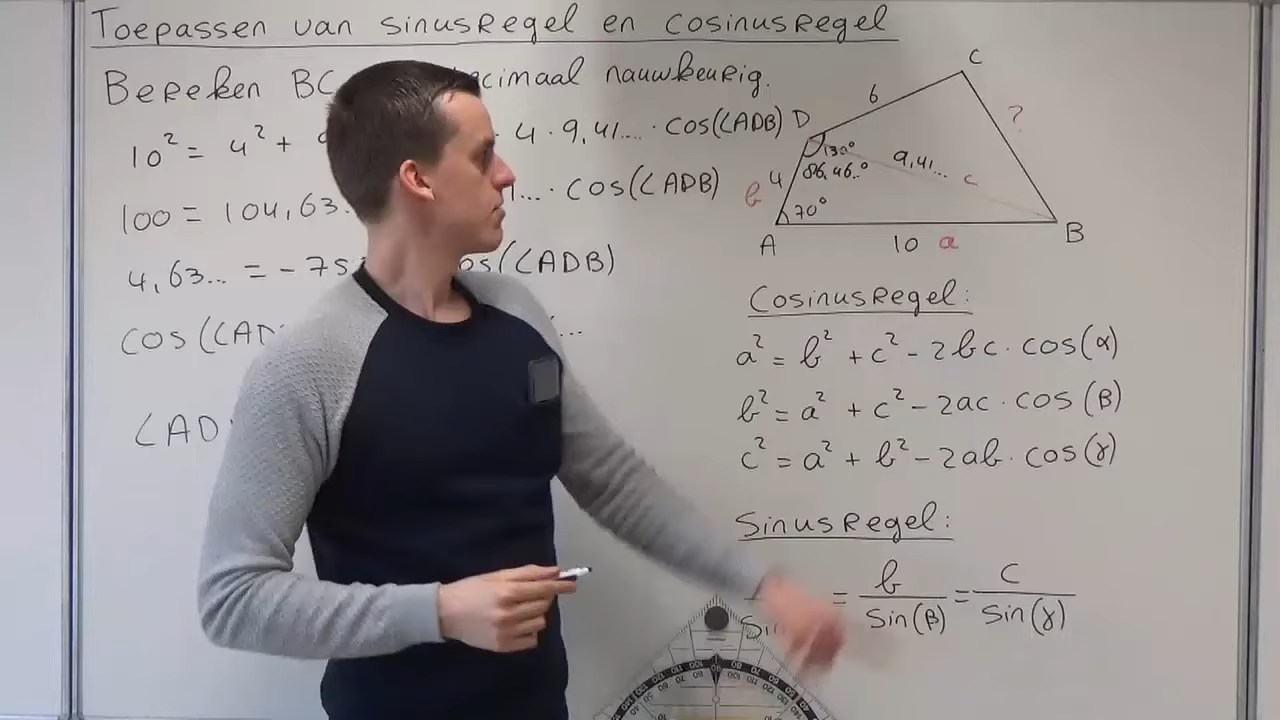 Toepassen van sinusregel en cosinusregel
Bereken BC decimaal nauwkeurig.
10² = 4² + 4 · 9,41... · cos(∠ADB)
100 = 104,63. ... · cos(∠ADB)
4,63... = -75 cos(∠ADB)
cos(∠AD ...
∠AD
C
6
?
D
130°
86,46..°
9,41...
c
4
b
70°
A
10 a
B
Cosinusregel:
a² = b² + c² - 2bc · cos(α)
b² = a² + c² - 2ac · cos(β)
c² = a² + b² - 2ab · cos(γ)
Sinusregel:
= b/sin(β) = c/sin(γ)